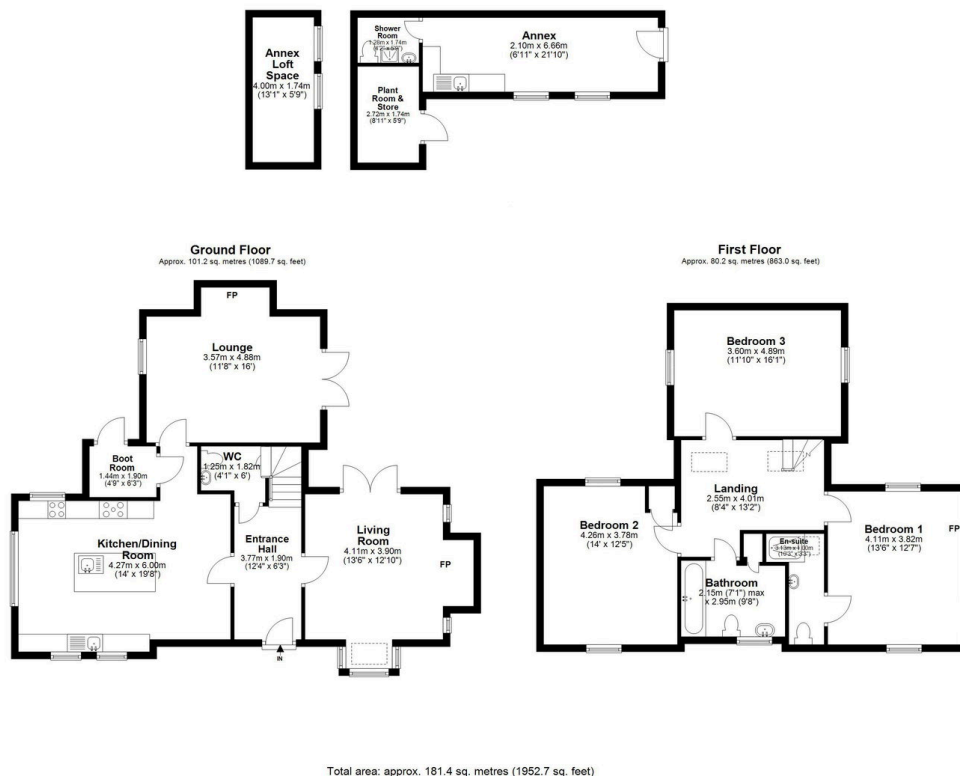 Annex
Loft
Space
4.00m x 1.74m
(13'1" x 5'9")
Shower
Room
Annex
2.10m x 6.66m
(6'11" x 21'10")
Plant
Room &
Store
2.72m x 1.74m
(8'11" x 5'9")
Ground Floor
Approx. 101.2 sq. metres (1089.7 sq. feet)
FP
Lounge
3.57m x 4.88m
(11'8" x 16')
Boot
Room
1.44m x 1.90m
(4'9" x 6'3")
WC
1.25m x 1.82m
(4'1" x 6')
Kitchen/Dining
Room
4.27m x 6.00m
(14' x 19'8")
Entrance
Hall
3.77m x 1.90m
(12'4" x 6'3")
Living
Room
4.11m x 3.90m
(13'6" x 12'10")
FP
IN
First Floor
Approx. 80.2 sq. metres (863.0 sq. feet)
Bedroom 3
3.60m x 4.89m
(11'10" x 16'1")
Landing
2.55m x 4.01m
(8'4" x 13'2")
Bedroom 2
4.26m x 3.78m
(14' x 12'5")
Bedroom 1
4.11m x 3.82m
(13'6" x 12'7")
FP
En-suite
Bathroom
2.15m (7'1") max
x 2.95m (9'8")
Total area: approx. 181.4 sq. metres (1952.7 sq. feet)